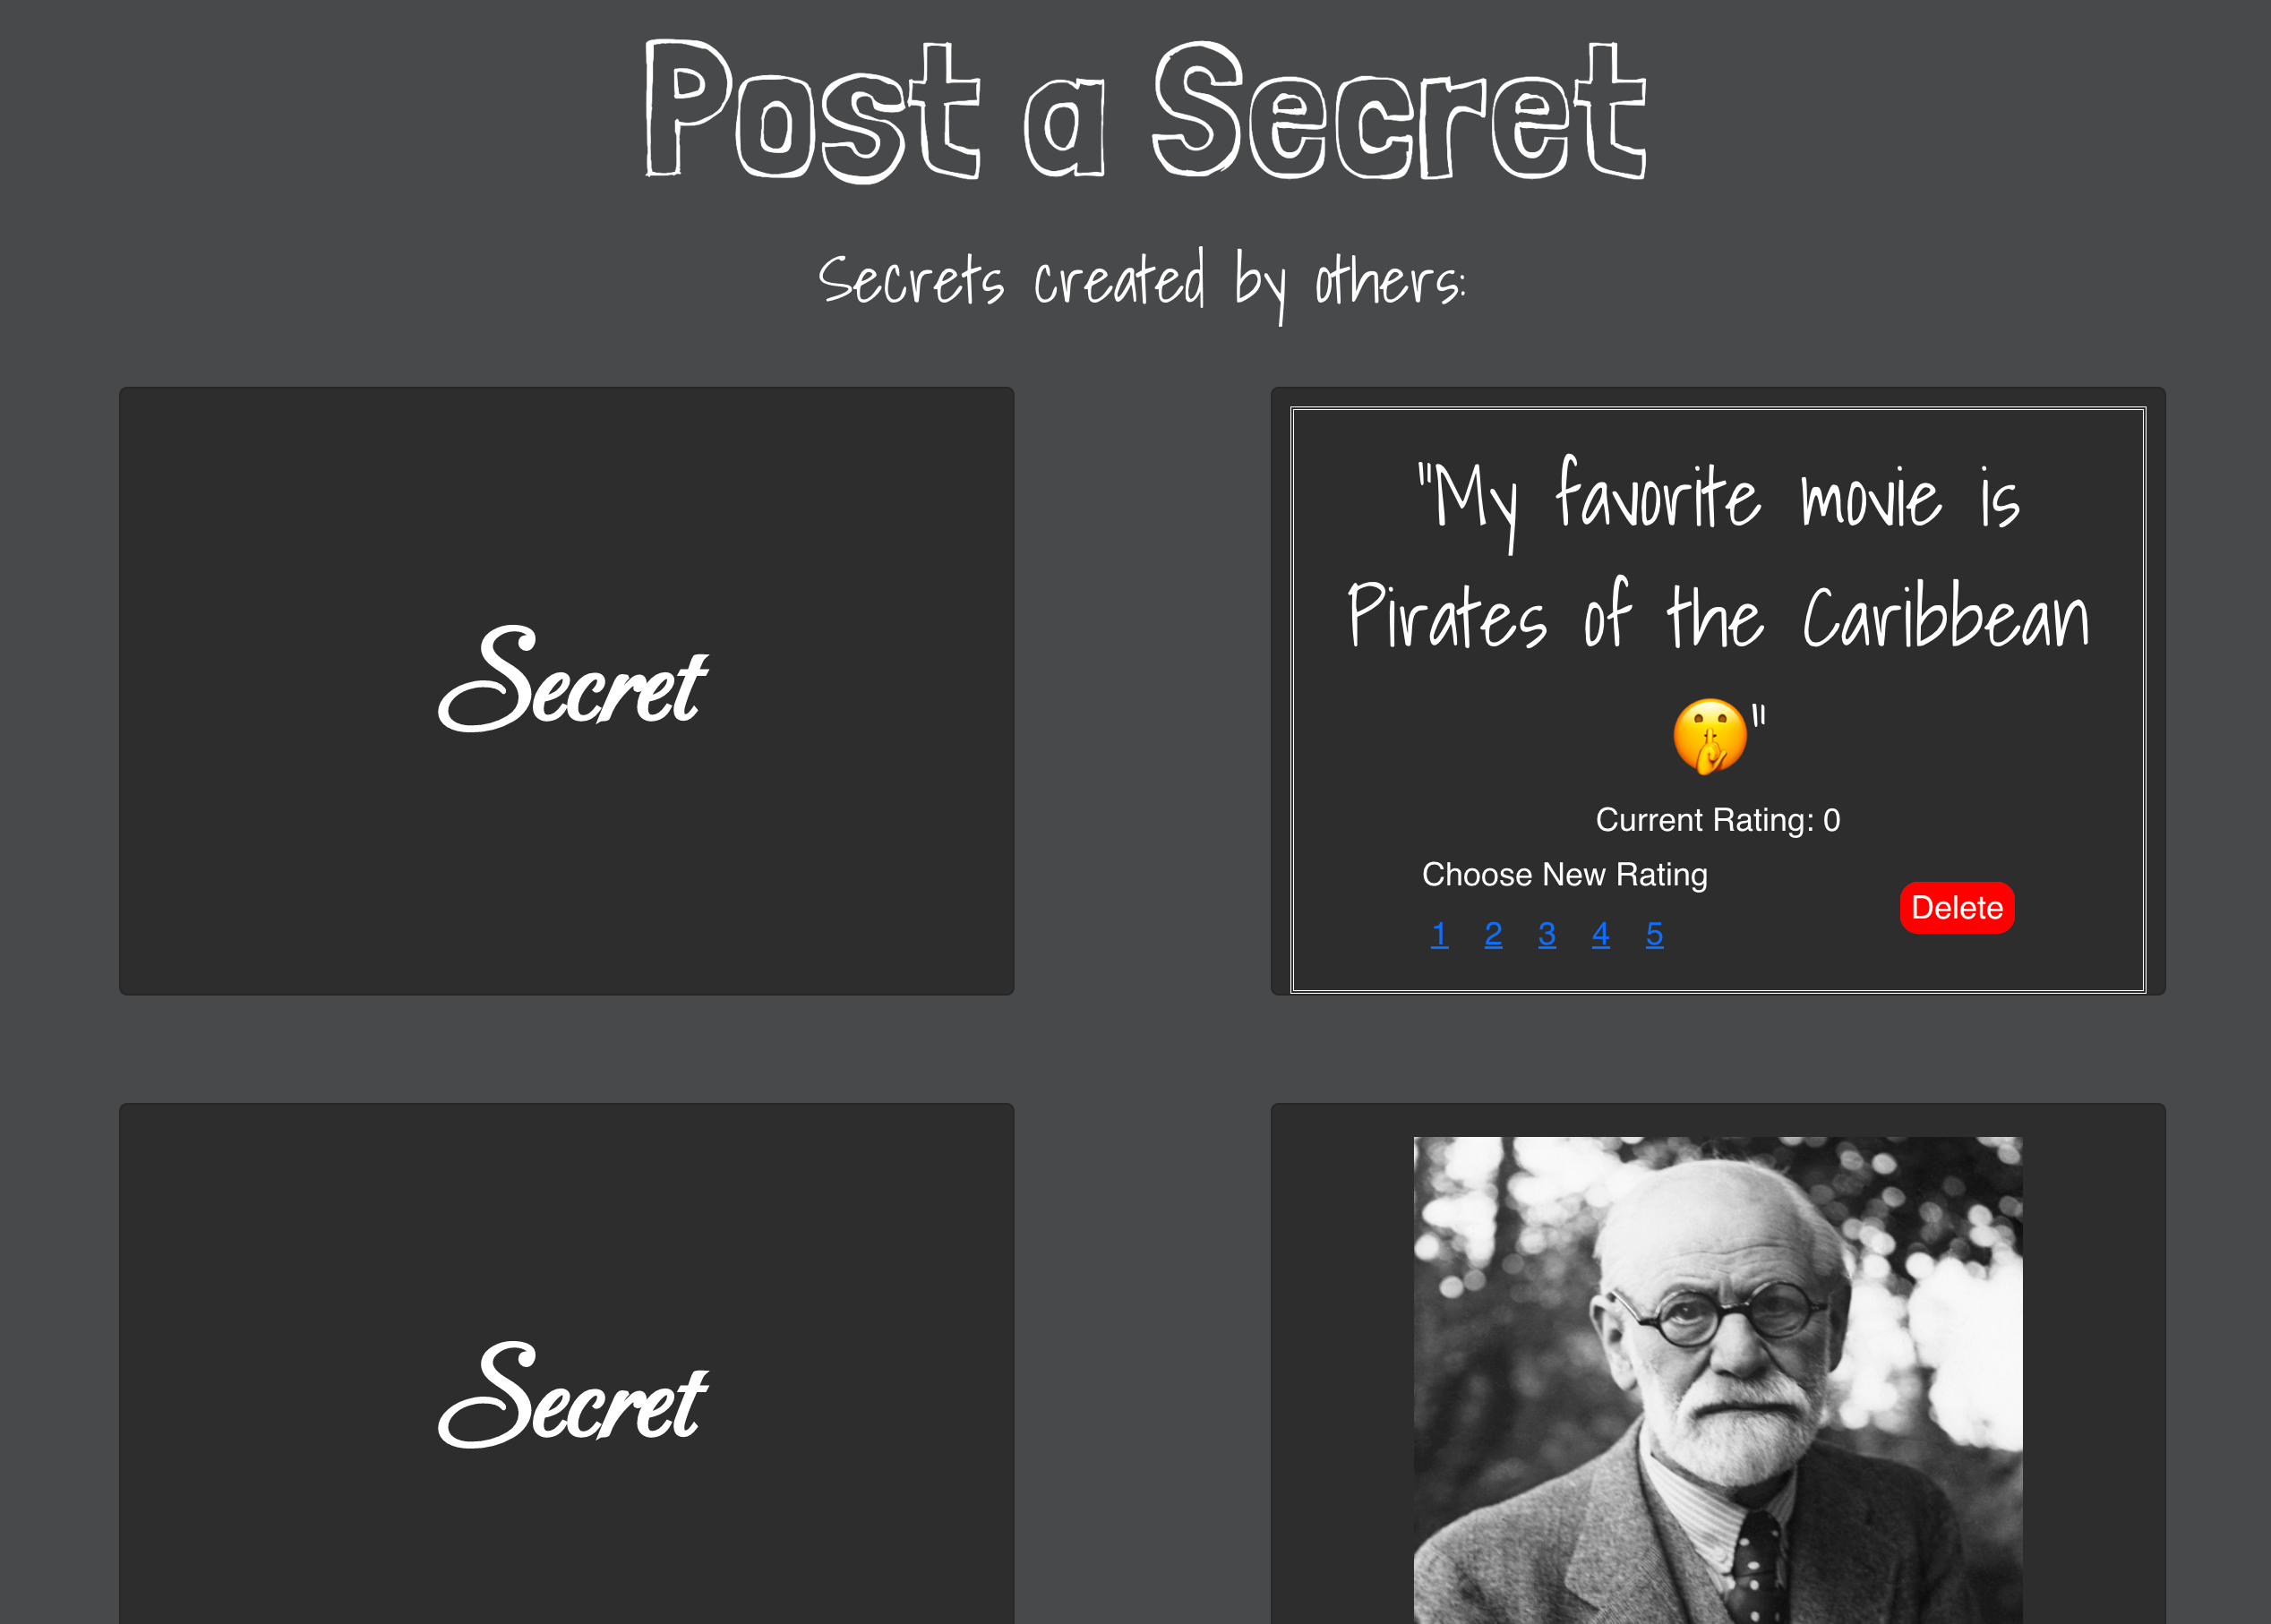 Post a Secret
Secrets created by others:
Secret
"My favorite movie is
Pirates of the Caribbean
🤫"
Current Rating: 0
Choose New Rating
1 2 3 4 5
Delete
Secret